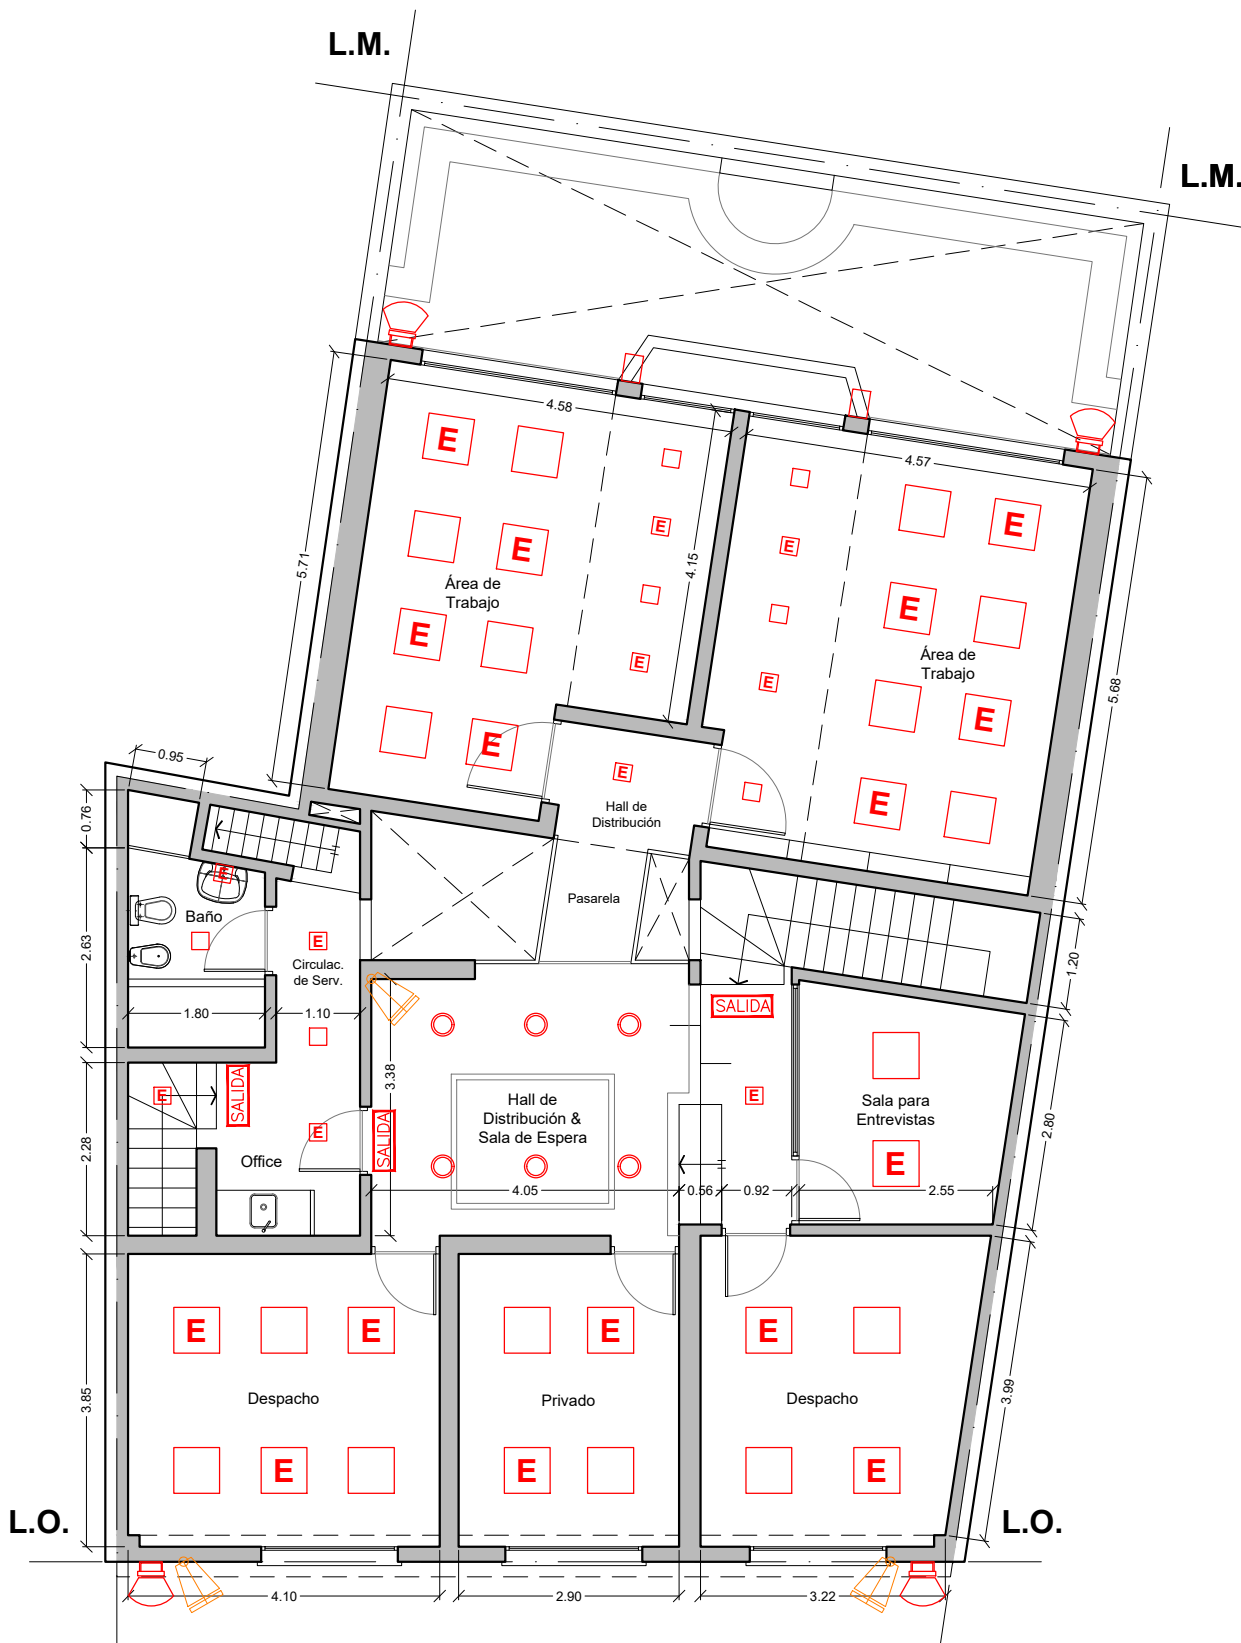 L.M.
L.M.
4.58
E
4.57
E
E
E
E
E
4.15
5.71
Área de
Trabajo
E
E
Área de
Trabajo
E
E
5.68
E
E
E
0.95
E
0.76
Hall de
Distribución
E
Pasarela
Baño
E
2.63
Circulac.
de Serv.
1.20
1.80
1.10
SALIDA
3.38
E
SALIDA
E
Hall de
Distribución &
Sala de Espera
Sala para
Entrevistas
2.80
E
SALIDA
2.28
Office
E
4.05
0.56
0.92
2.55
E
E
E
E
3.85
Despacho
Privado
Despacho
3.99
E
E
E
L.O.
L.O.
4.10
2.90
3.22